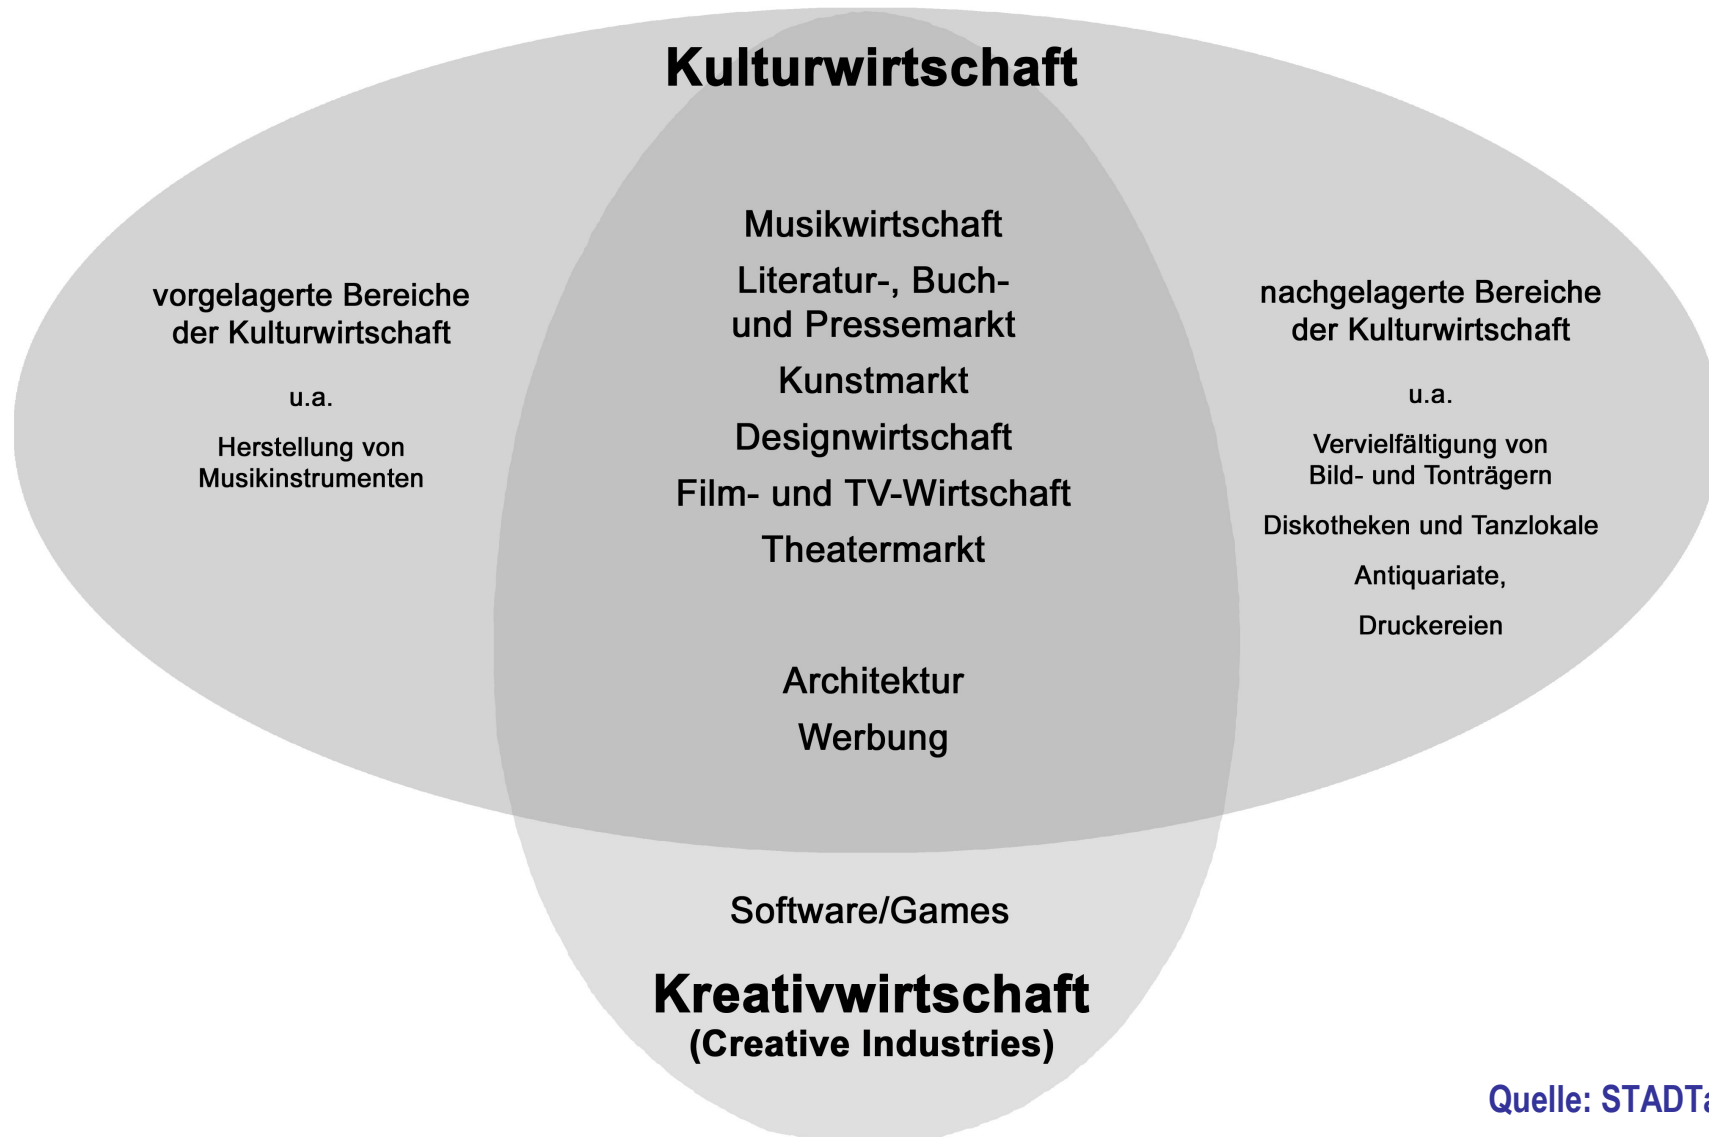 Kulturwirtschaft
vorgelagerte Bereiche
der Kulturwirtschaft
u.a.
Herstellung von
Musikinstrumenten
Musikwirtschaft
Literatur-, Buch-
und Pressemarkt
Kunstmarkt
Designwirtschaft
Film- und TV-Wirtschaft
Theatermarkt
Architektur
Werbung
nachgelagerte Bereiche
der Kulturwirtschaft
u.a.
Vervielfältigung von
Bild- und Tonträgern
Diskotheken und Tanzlokale
Antiquariate,
Druckereien
Software/Games
Kreativwirtschaft
(Creative Industries)
Quelle: